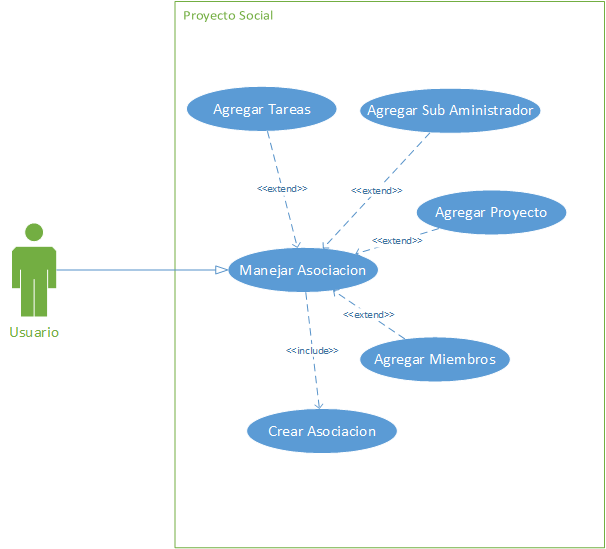 Proyecto Social
Agregar Tareas
Agregar Sub Aministrador
<<extend>>
<<extend>>
Agregar Proyecto
<<extend>>
Manejar Asociacion
Usuario
<<extend>>
<<include>>
Agregar Miembros
Crear Asociacion